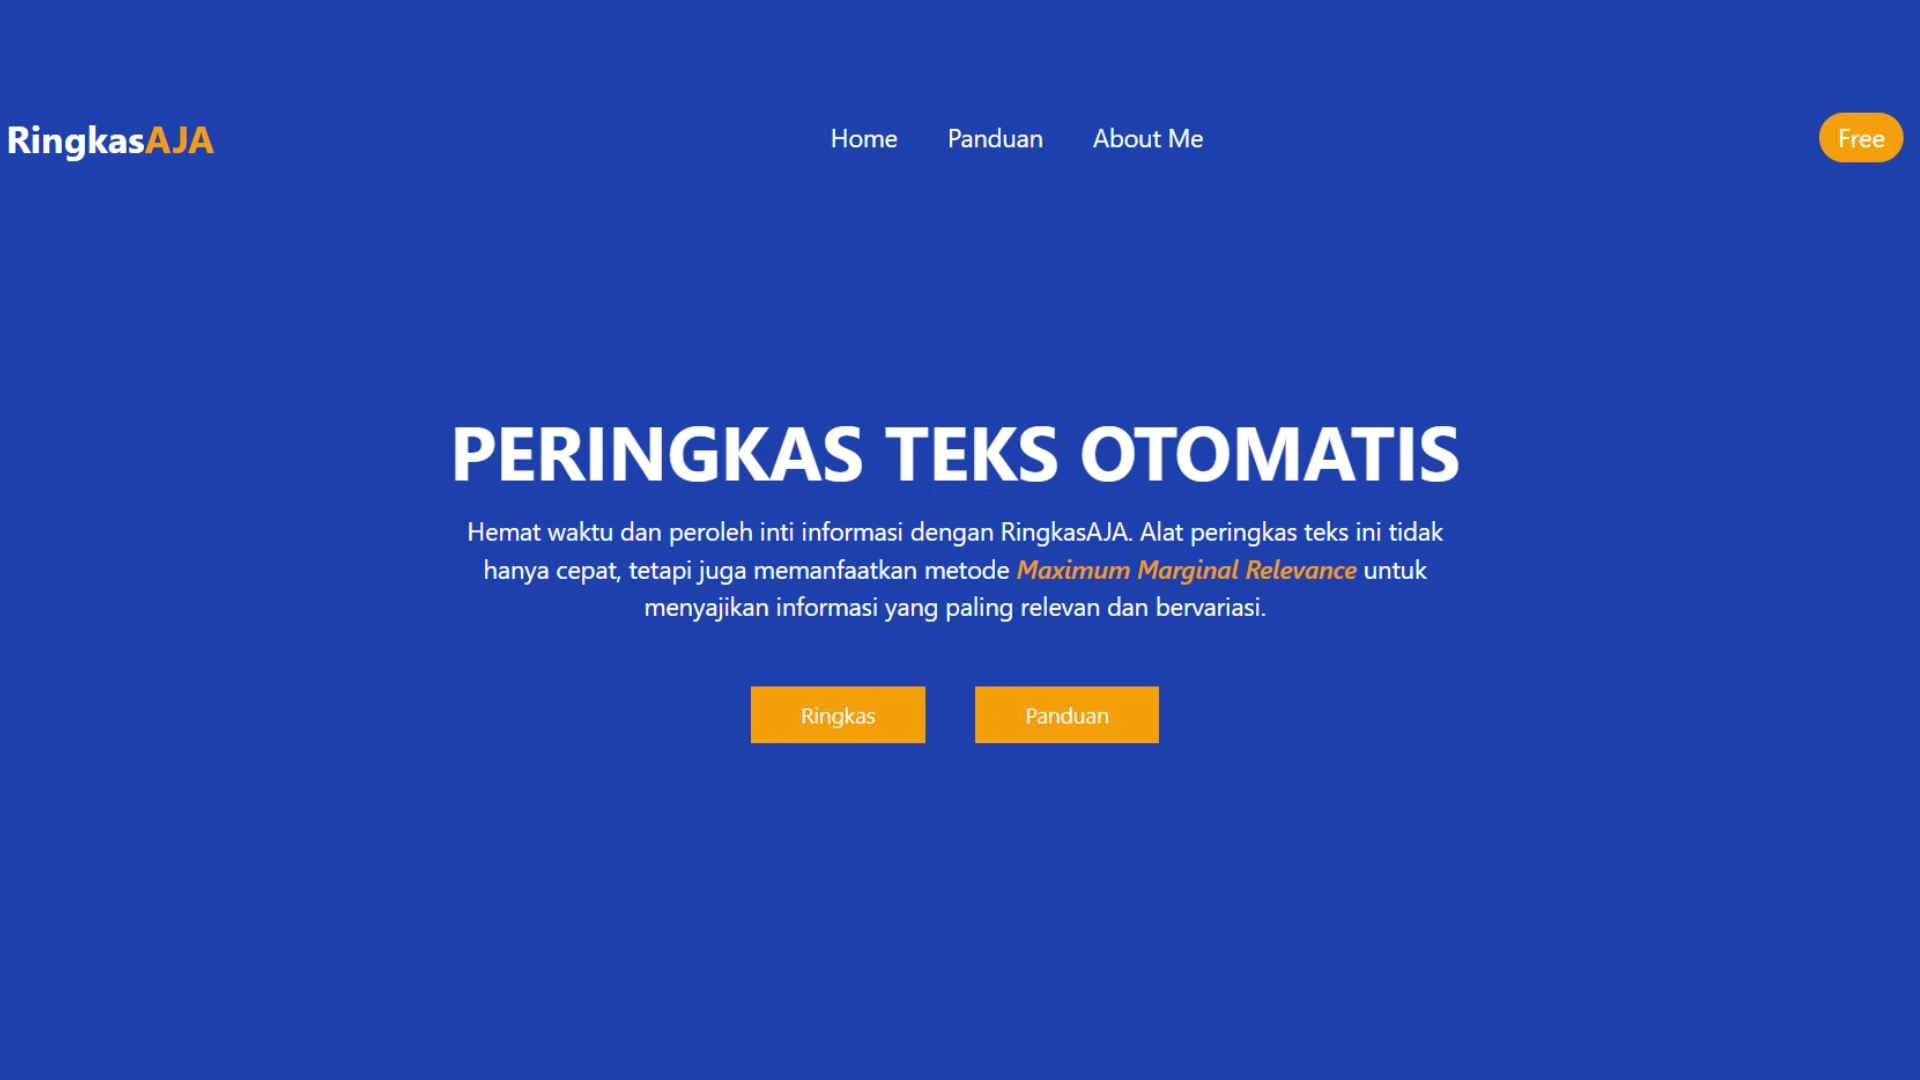 RingkasAJA
Home Panduan About Me
Free
PERINGKAS TEKS OTOMATIS
Hemat waktu dan peroleh inti informasi dengan RingkasAJA. Alat peringkas teks ini tidak
hanya cepat, tetapi juga memanfaatkan metode Maximum Marginal Relevance untuk
menyajikan informasi yang paling relevan dan bervariasi.
Ringkas
Panduan